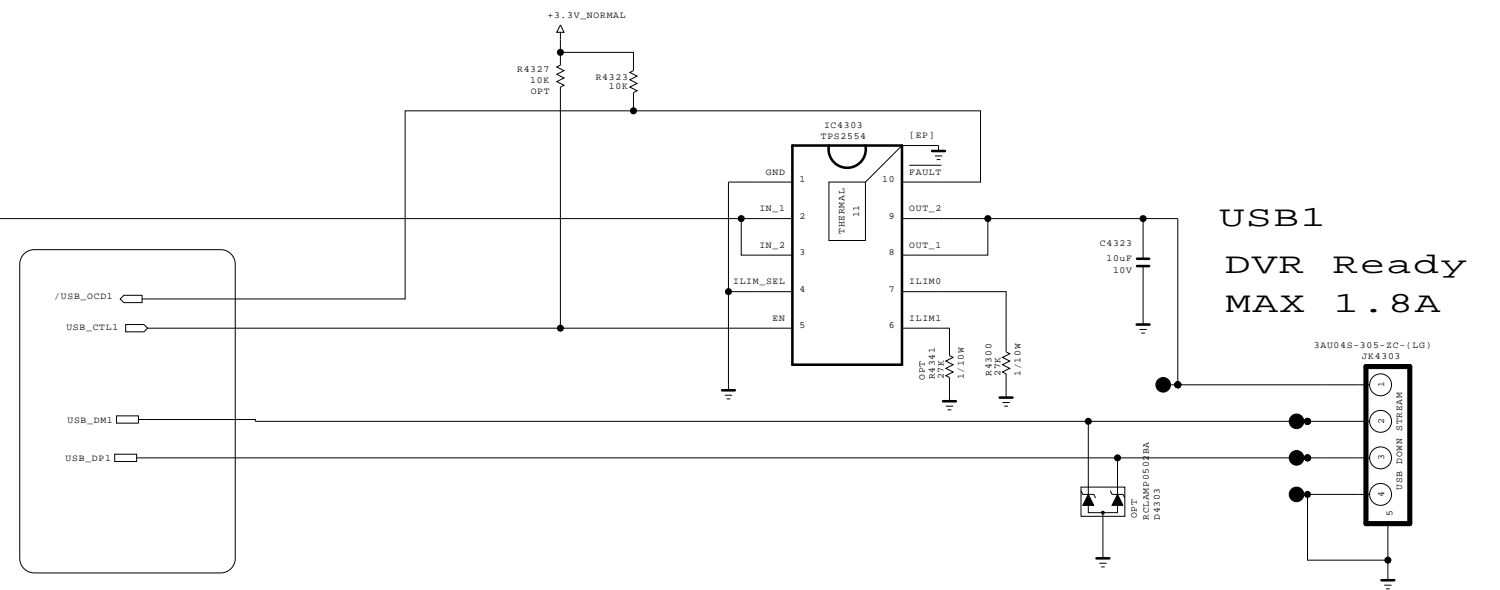 +3.3V_NORMAL
R4327
10K
OPT
R4323
10K
IC4303
TPS2554
[EP]
GND
1
10
FAULT
THERMAL
11
IN_1
2
9
OUT_2
IN_2
3
8
OUT_1
ILIM_SEL
4
7
ILIM0
EN
5
6
ILIM1
C4323
10uF
10V
USB1
DVR Ready
MAX 1.8A
/USB_OCD1
USB_CTL1
OPT
R4341
27K
1/10W
R4300
27K
1/10W
3AU04S-305-ZC-(LG)
JK4303
1
2
3
4
5
USB DOWN STREAM
USB_DM1
USB_DP1
OPT
RCLAMP0502BA
D4303